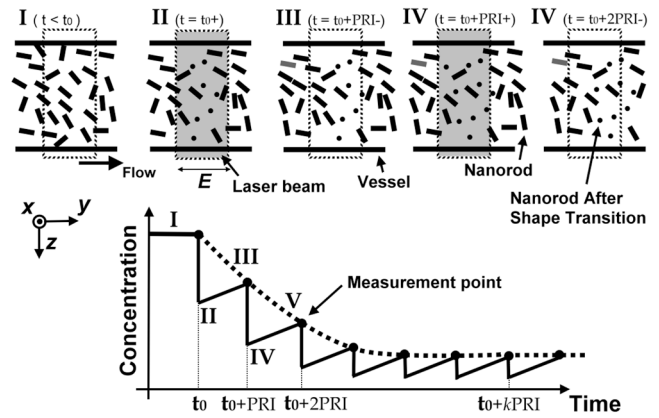 I (t < t0)
II (t = t0+)
III (t = t0+PRI-)
IV (t = t0+PRI+)
IV (t = t0+2PRI-)
Flow
E
Laser beam
Vessel
Nanorod
Nanorod After
Shape Transition
x
y
z
Concentration
I
II
III
IV
V
Measurement point
t0
t0+PRI
t0+2PRI
t0+kPRI
Time